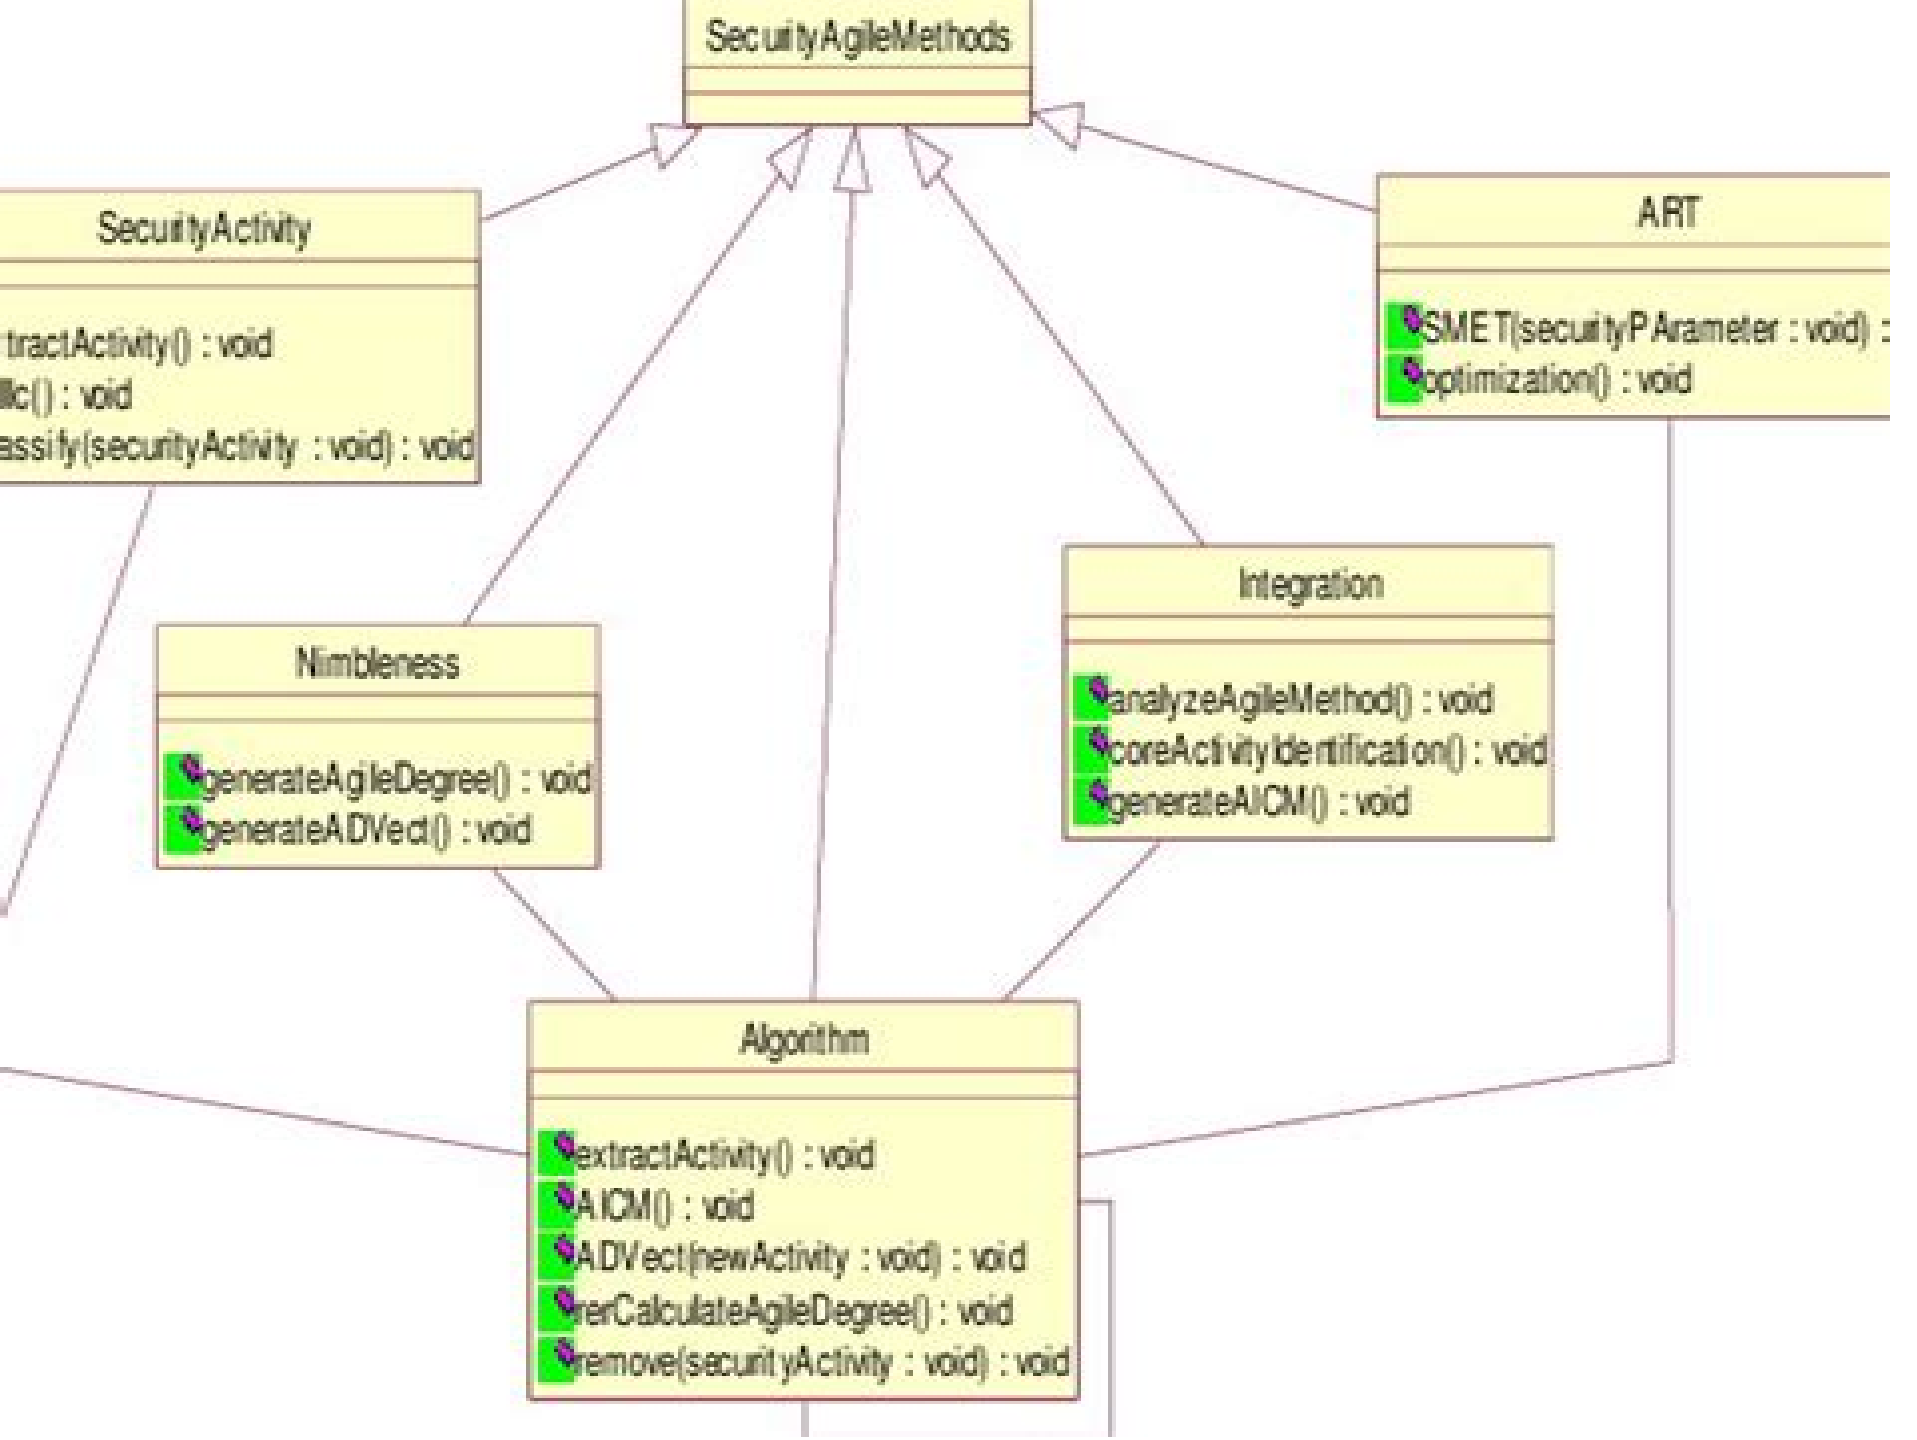 SecurityAgileMethods
SecurityActivity
tractActivity() : void
llc() : void
assify(securityActivity : void) : void
ART
SMET(securityPArameter : void) :
optimization() : void
Nimbleness
generateAgileDegree() : void
generateADVect() : void
Integration
analyzeAgileMethod() : void
coreActivityIdentification() : void
generateAICM() : void
Algorithm
extractActivity() : void
AICM() : void
ADVect(newActivity : void) : void
rerCalculateAgileDegree() : void
remove(securityActivity : void) : void